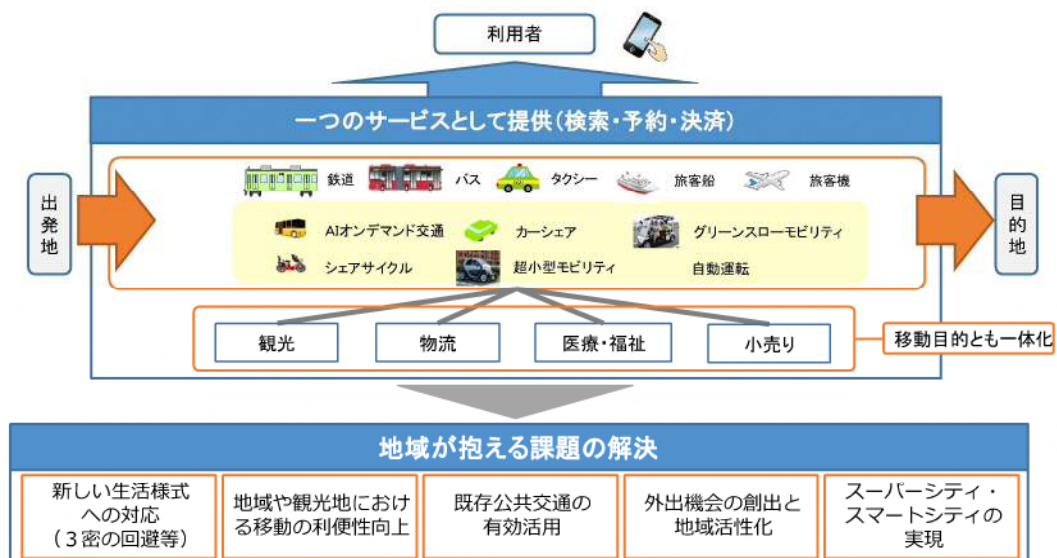 利用者
一つのサービスとして提供(検索・予約・決済)
出発地
鉄道
バス
タクシー
旅客船
旅客機
目的地
AIオンデマンド交通
カーシェア
グリーンスローモビリティ
シェアサイクル
超小型モビリティ
自動運転
観光
物流
医療・福祉
小売り
移動目的とも一体化
地域が抱える課題の解決
新しい生活様式
への対応
(3密の回避等)
地域や観光地におけ
る移動の利便性向上
既存公共交通の
有効活用
外出機会の創出と
地域活性化
スーパーシティ・
スマートシティの
実現